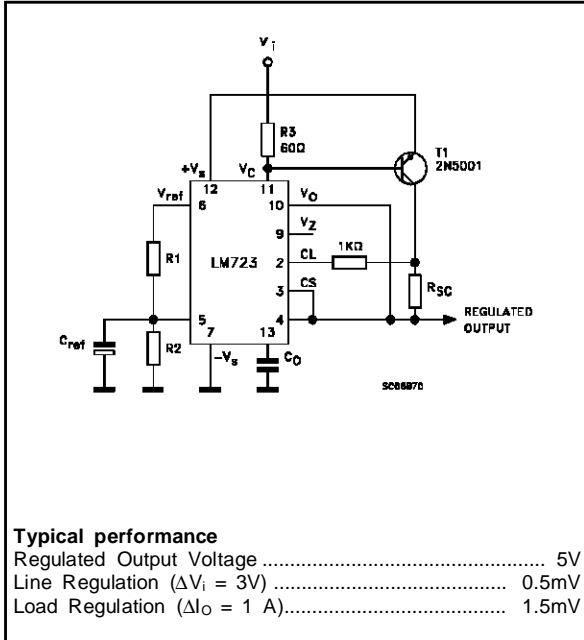 Vi
R3
60Ω
T1
2N5001
+Vs
VC
12
11
Vref
6
10
VO
9
VZ
R1
LM723
2
CL
1KΩ
3
CS
RSC
5
4
REGULATED
OUTPUT
Cref
R2
7
13
-Vs
CO
Typical performance
Regulated Output Voltage ................................................ 5V
Line Regulation (ΔVi = 3V) ....................................... 0.5mV
Load Regulation (ΔIO = 1 A)..................................... 1.5mV